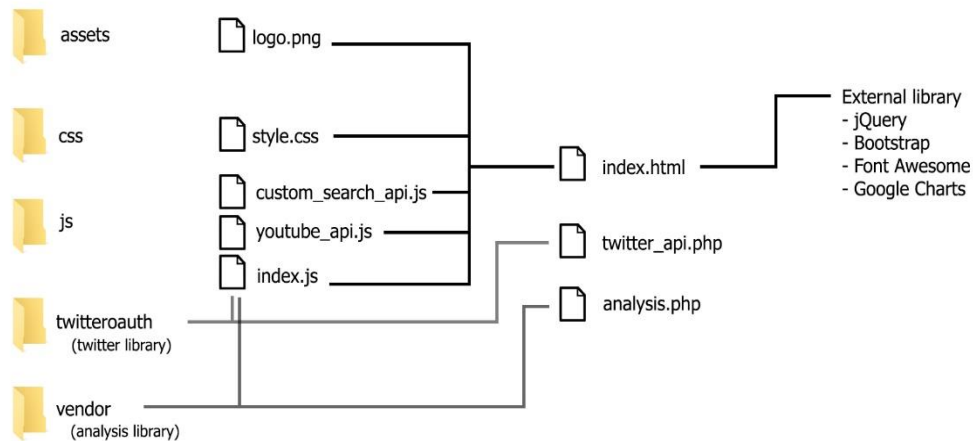 assets
logo.png
css
style.css
js
custom_search_api.js
youtube_api.js
index.js
twitteroauth
(twitter library)
vendor
(analysis library)
index.html
twitter_api.php
analysis.php
External library
- jQuery
- Bootstrap
- Font Awesome
- Google Charts